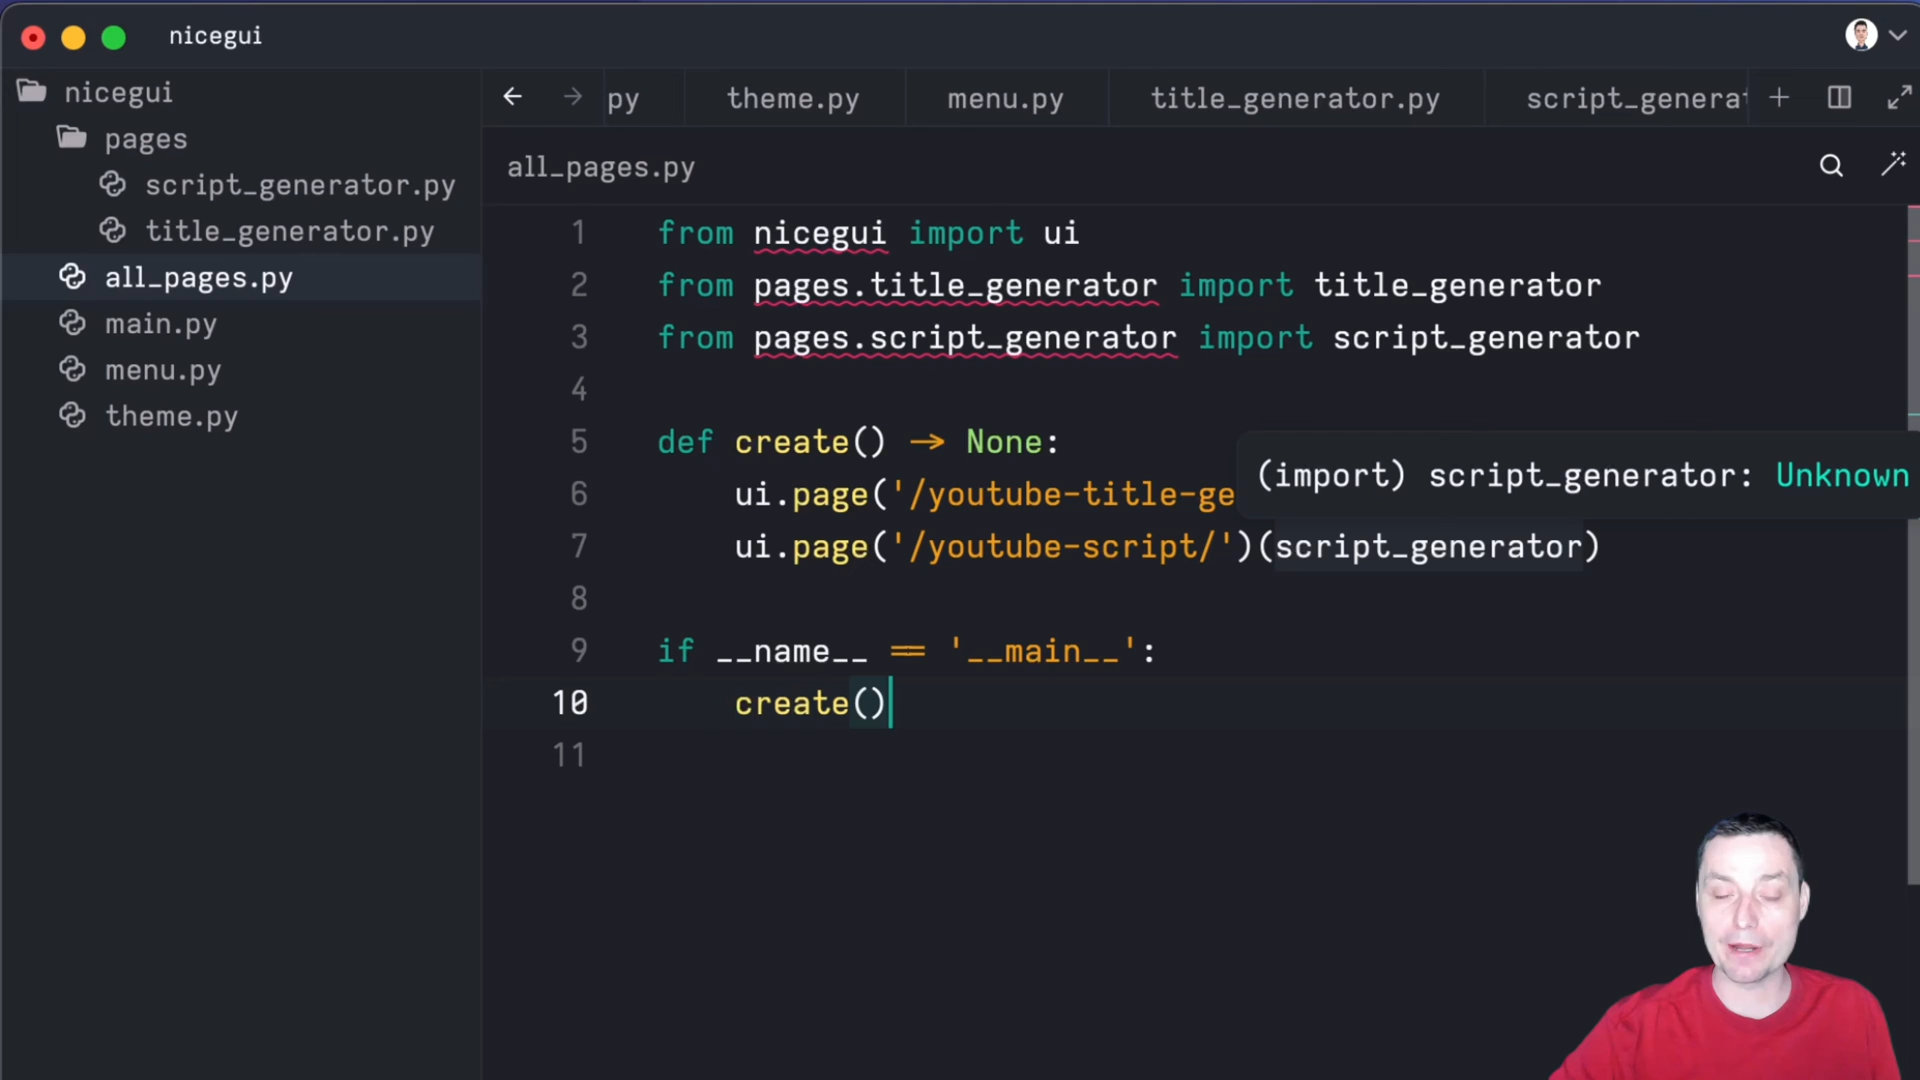 nicegui
nicegui
pages
script_generator.py
title_generator.py
all_pages.py
main.py
menu.py
theme.py
py
theme.py
menu.py
title_generator.py
script_genera
all_pages.py
1 from nicegui import ui
2 from pages.title_generator import title_generator
3 from pages.script_generator import script_generator
4
5 def create() → None:
(import) script_generator: Unknown
6 ui.page('/youtube-title-ge
7 ui.page('/youtube-script/')(script_generator)
8
9 if __name__ == '__main__':
10 create()
11